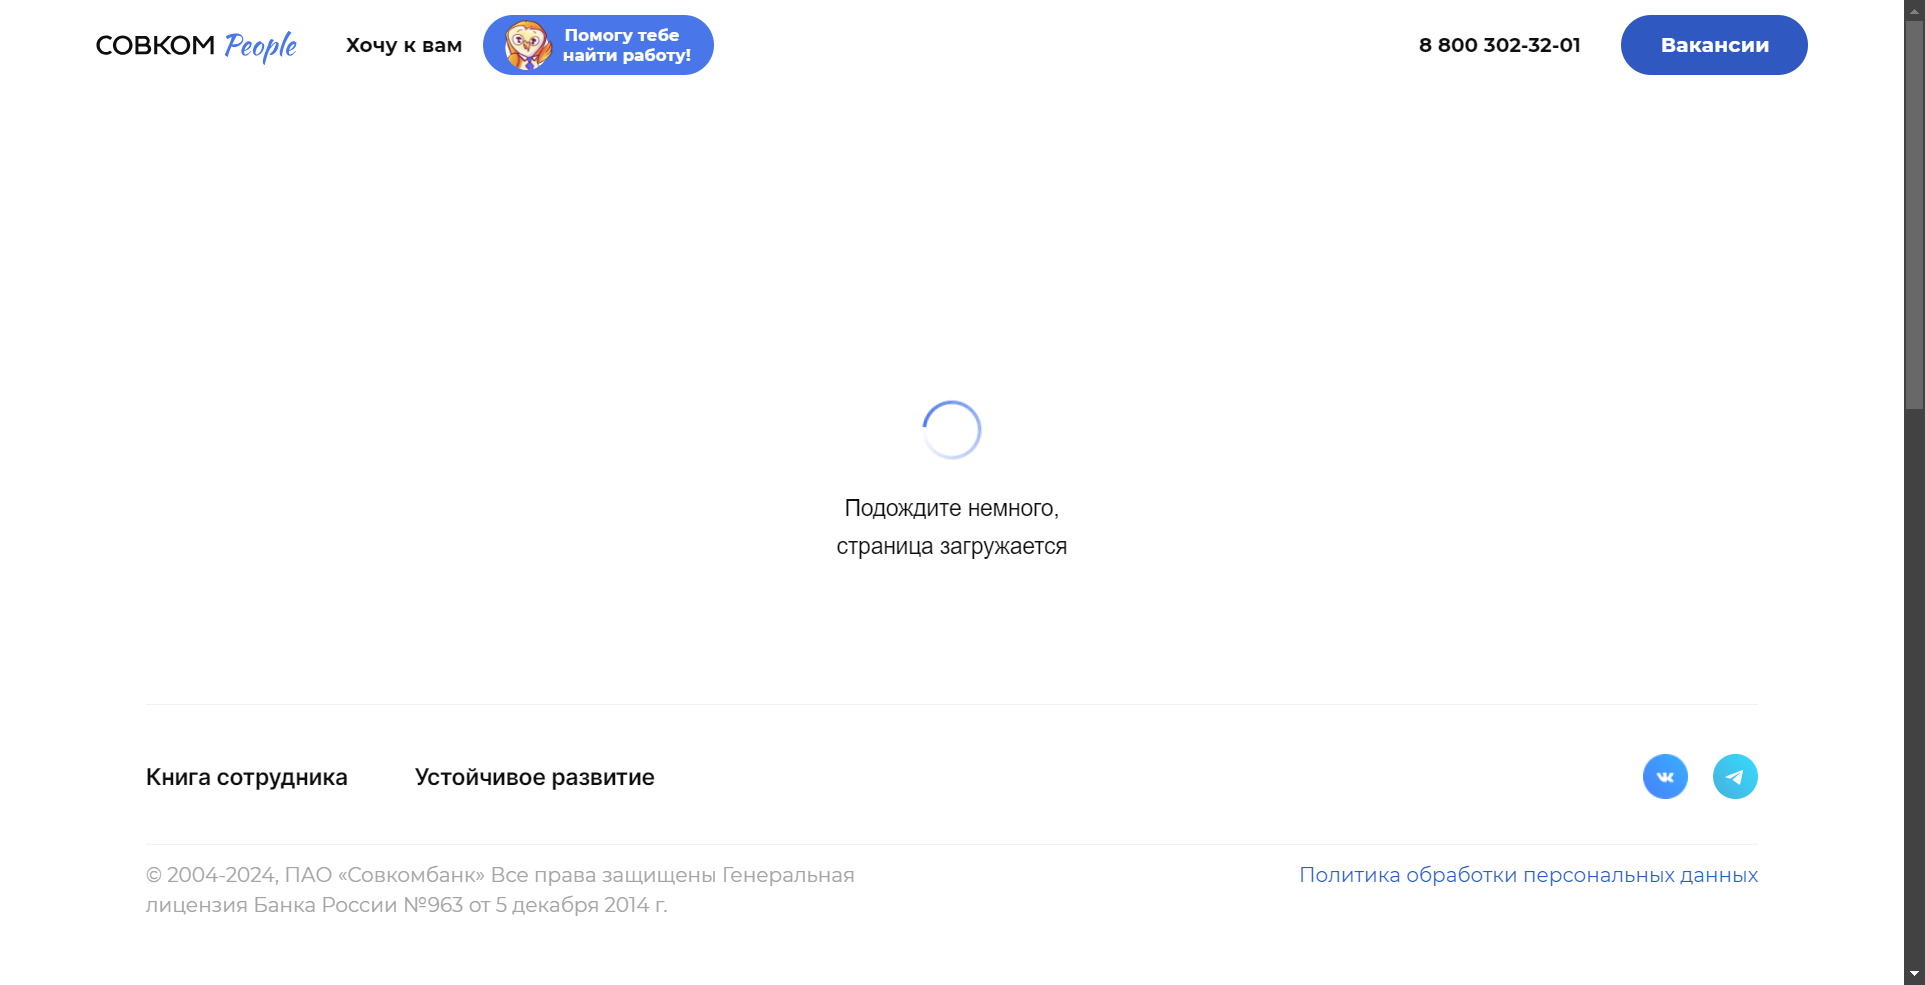 СОВКОМ People
Хочу к вам
Помогу тебе
найти работу!
8 800 302-32-01
Вакансии
Подождите немного,
страница загружается
Книга сотрудника
Устойчивое развитие
© 2004-2024, ПАО «Совкомбанк» Все права защищены Генеральная
лицензия Банка России №963 от 5 декабря 2014 г.
Политика обработки персональных данных